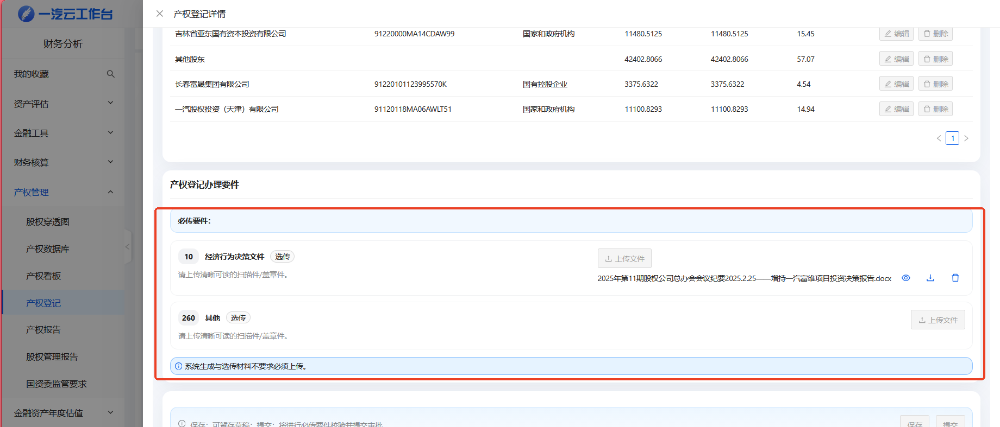 一汽云工作台
产权登记详情
财务分析
我的收藏
资产评估
金融工具
财务核算
产权管理
股权穿透图
产权数据库
产权看板
产权登记
产权报告
股权管理报告
国资委监管要求
金融资产年度估值
吉林省亚东国有资本投资有限公司 91220000MA14CDAW99 国家和政府机构 11480.5125 11480.5125 15.45 编辑 删除
其他股东 42402.8066 42402.8066 57.07 编辑 删除
长春富晟集团有限公司 91220101123995570K 国有控股企业 3375.6322 3375.6322 4.54 编辑 删除
一汽股权投资（天津）有限公司 91120118MA06AWLT51 国家和政府机构 11100.8293 11100.8293 14.94 编辑 删除
1
产权登记办理要件
必传要件：
10 经济行为决策文件 选传 上传文件
请上传清晰可读的扫描件/盖章件。
2025年第11期股权公司总办会会议纪要2025.2.25——增持一汽富维项目投资决策报告.docx
260 其他 选传 上传文件
请上传清晰可读的扫描件/盖章件。
系统生成与选传材料不要求必须上传。
保存：可暂存草稿；提交：将进行必传要件校验并提交审批 保存 提交